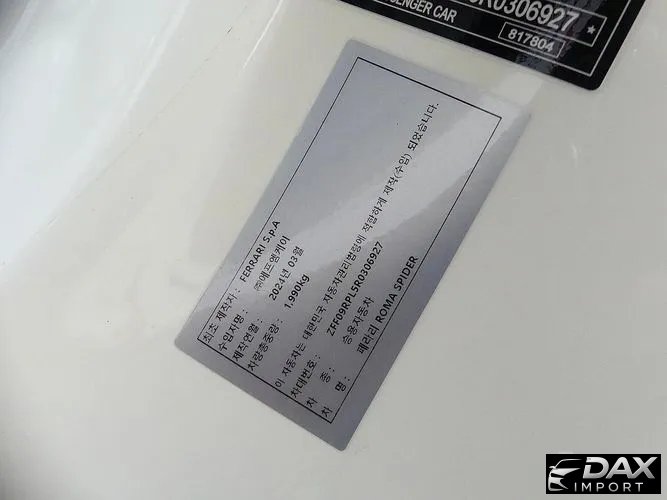 R0306927 ★
SENGER CAR
817804
최초 제작자 : FERRARI S.p.A
수입자명 : ㈜에프엠케이
제작연월 : 2024년 03월
차량총중량 : 1.990kg
이 자동차는 대한민국 자동차관리법령에 적합하게 제작(수입) 되었습니다.
차대번호 : ZFF09RPL5R0306927
차 종 : 승용자동차
차 명 : 페라리 ROMA SPIDER
DAX
IMPORT